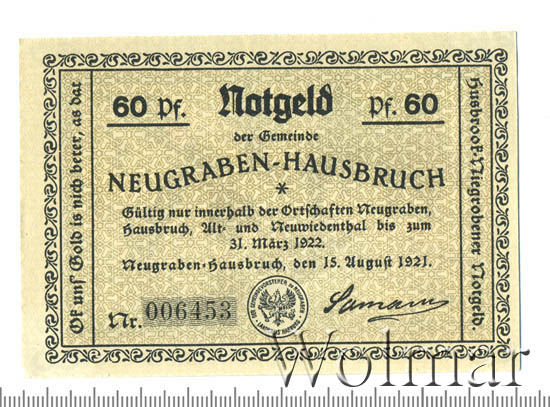 60 Pf. Notgeld Pf. 60
der Gemeinde
NEUGRABEN-HAUSBRUCH
*
Gültig nur innerhalb der Ortschaften Neugraben,
Hausbruch, Alt- und Neuwiedenthal bis zum
31. März 1922.
Neugraben-Hausbruch, den 15. August 1921.
Nr. 006453
Ok uns' Gold is nich beter, as dat
Husbrook-Niegrobener Notgeld.
Wolmar